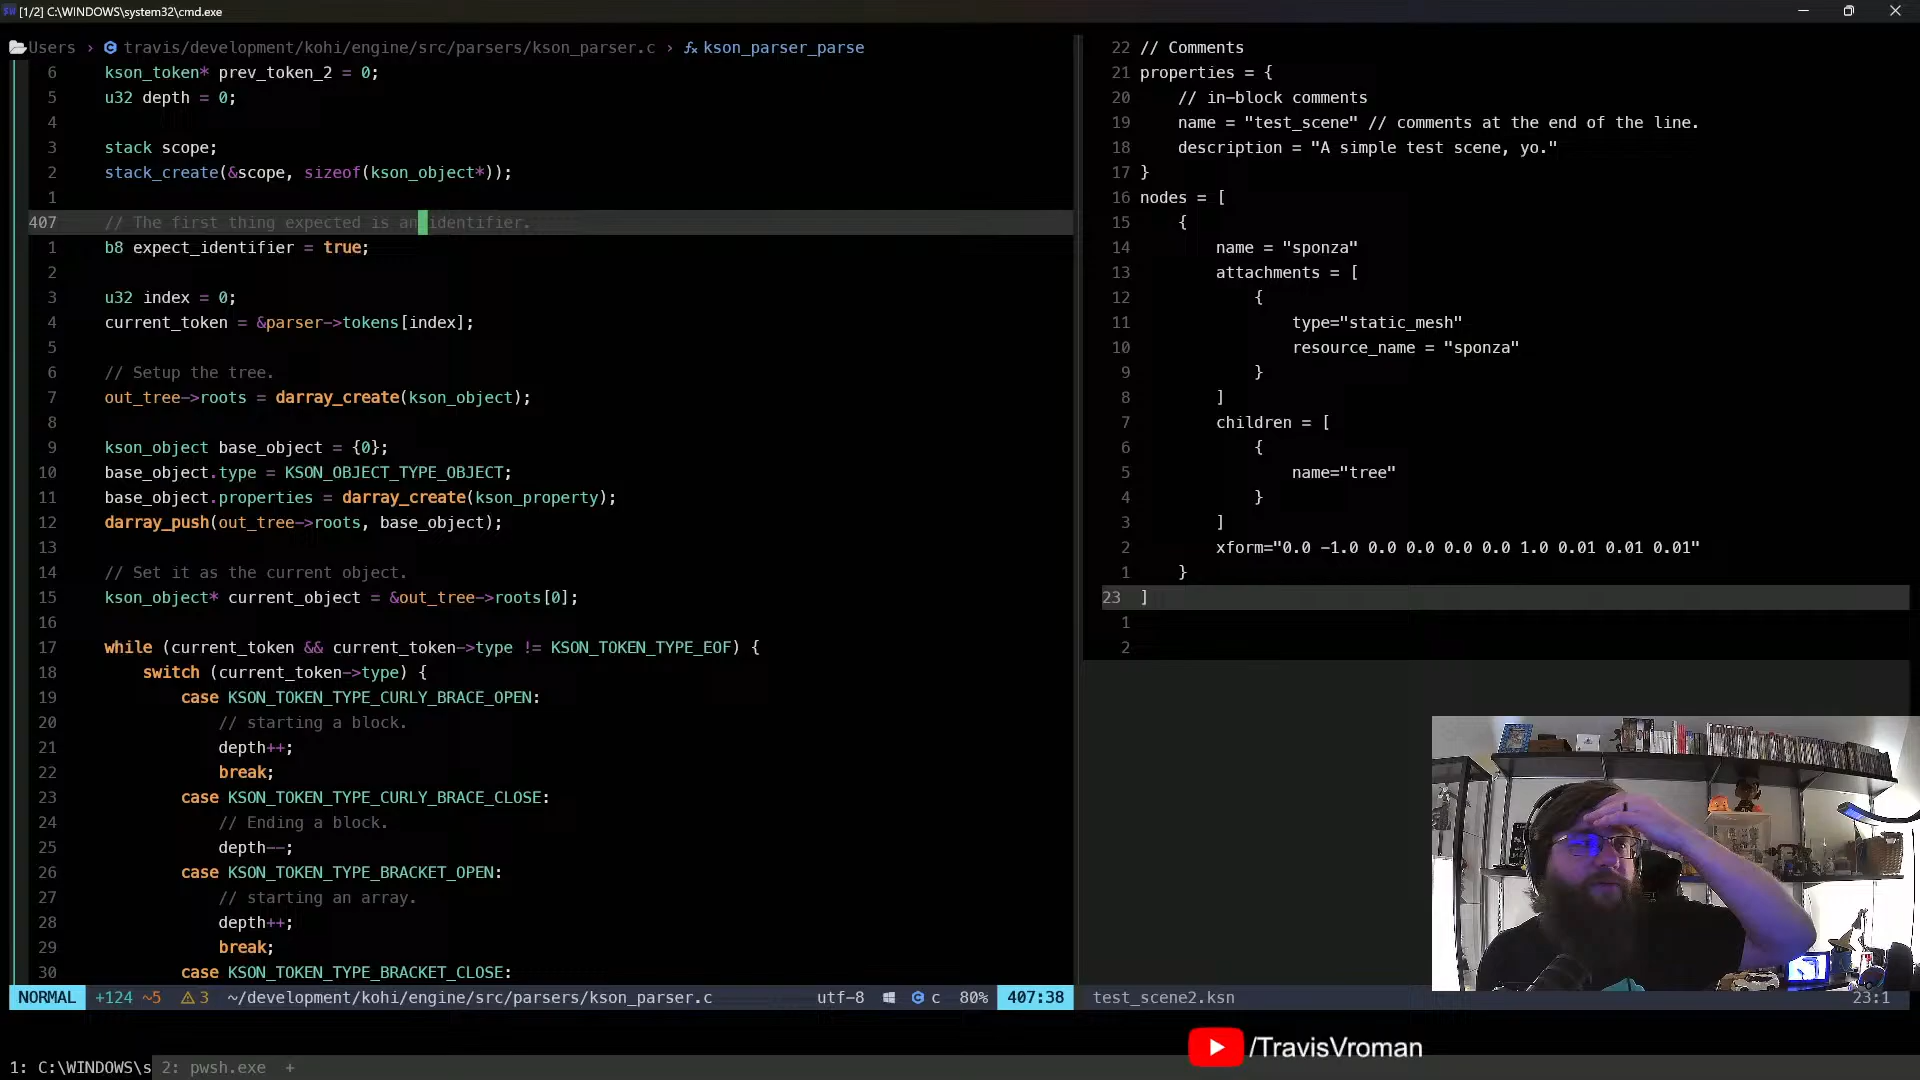 [1/2] C:\WINDOWS\system32\cmd.exe
Users › travis/development/kohi/engine/src/parsers/kson_parser.c › kson_parser_parse
6 kson_token* prev_token_2 = 0;
5 u32 depth = 0;
4
3 stack scope;
2 stack_create(&scope, sizeof(kson_object*));
1
407 // The first thing expected is an identifier.
1 b8 expect_identifier = true;
2
3 u32 index = 0;
4 current_token = &parser->tokens[index];
5
6 // Setup the tree.
7 out_tree->roots = darray_create(kson_object);
8
9 kson_object base_object = {0};
10 base_object.type = KSON_OBJECT_TYPE_OBJECT;
11 base_object.properties = darray_create(kson_property);
12 darray_push(out_tree->roots, base_object);
13
14 // Set it as the current object.
15 kson_object* current_object = &out_tree->roots[0];
16
17 while (current_token && current_token->type != KSON_TOKEN_TYPE_EOF) {
18 switch (current_token->type) {
19 case KSON_TOKEN_TYPE_CURLY_BRACE_OPEN:
20 // starting a block.
21 depth++;
22 break;
23 case KSON_TOKEN_TYPE_CURLY_BRACE_CLOSE:
24 // Ending a block.
25 depth--;
26 case KSON_TOKEN_TYPE_BRACKET_OPEN:
27 // starting an array.
28 depth++;
29 break;
30 case KSON_TOKEN_TYPE_BRACKET_CLOSE:
NORMAL +124 ~5 3 ~/development/kohi/engine/src/parsers/kson_parser.c utf-8 c 80% 407:38
22 // Comments
21 properties = {
20 // in-block comments
19 name = "test_scene" // comments at the end of the line.
18 description = "A simple test scene, yo."
17 }
16 nodes = [
15 {
14 name = "sponza"
13 attachments = [
12 {
11 type="static_mesh"
10 resource_name = "sponza"
9 }
8 ]
7 children = [
6 {
5 name="tree"
4 }
3 ]
2 xform="0.0 -1.0 0.0 0.0 0.0 0.0 1.0 0.01 0.01 0.01"
1 }
23 ]
1
2
test_scene2.ksn 23:1
/TravisVroman
1: C:\WINDOWS\s 2: pwsh.exe +